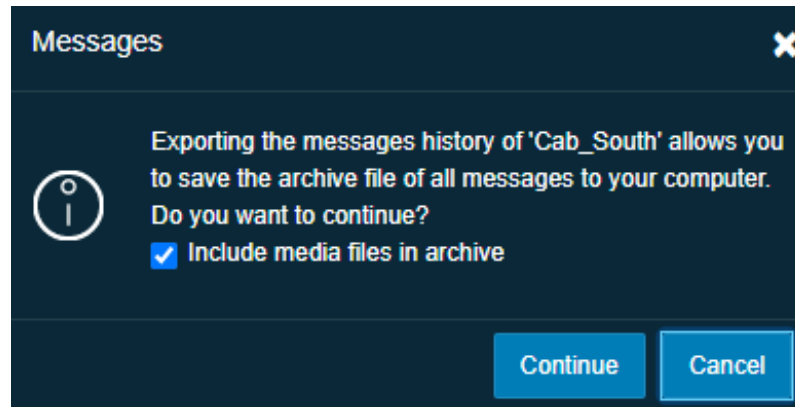 Messages
Exporting the messages history of 'Cab_South' allows you
to save the archive file of all messages to your computer.
Do you want to continue?
Include media files in archive
Continue
Cancel